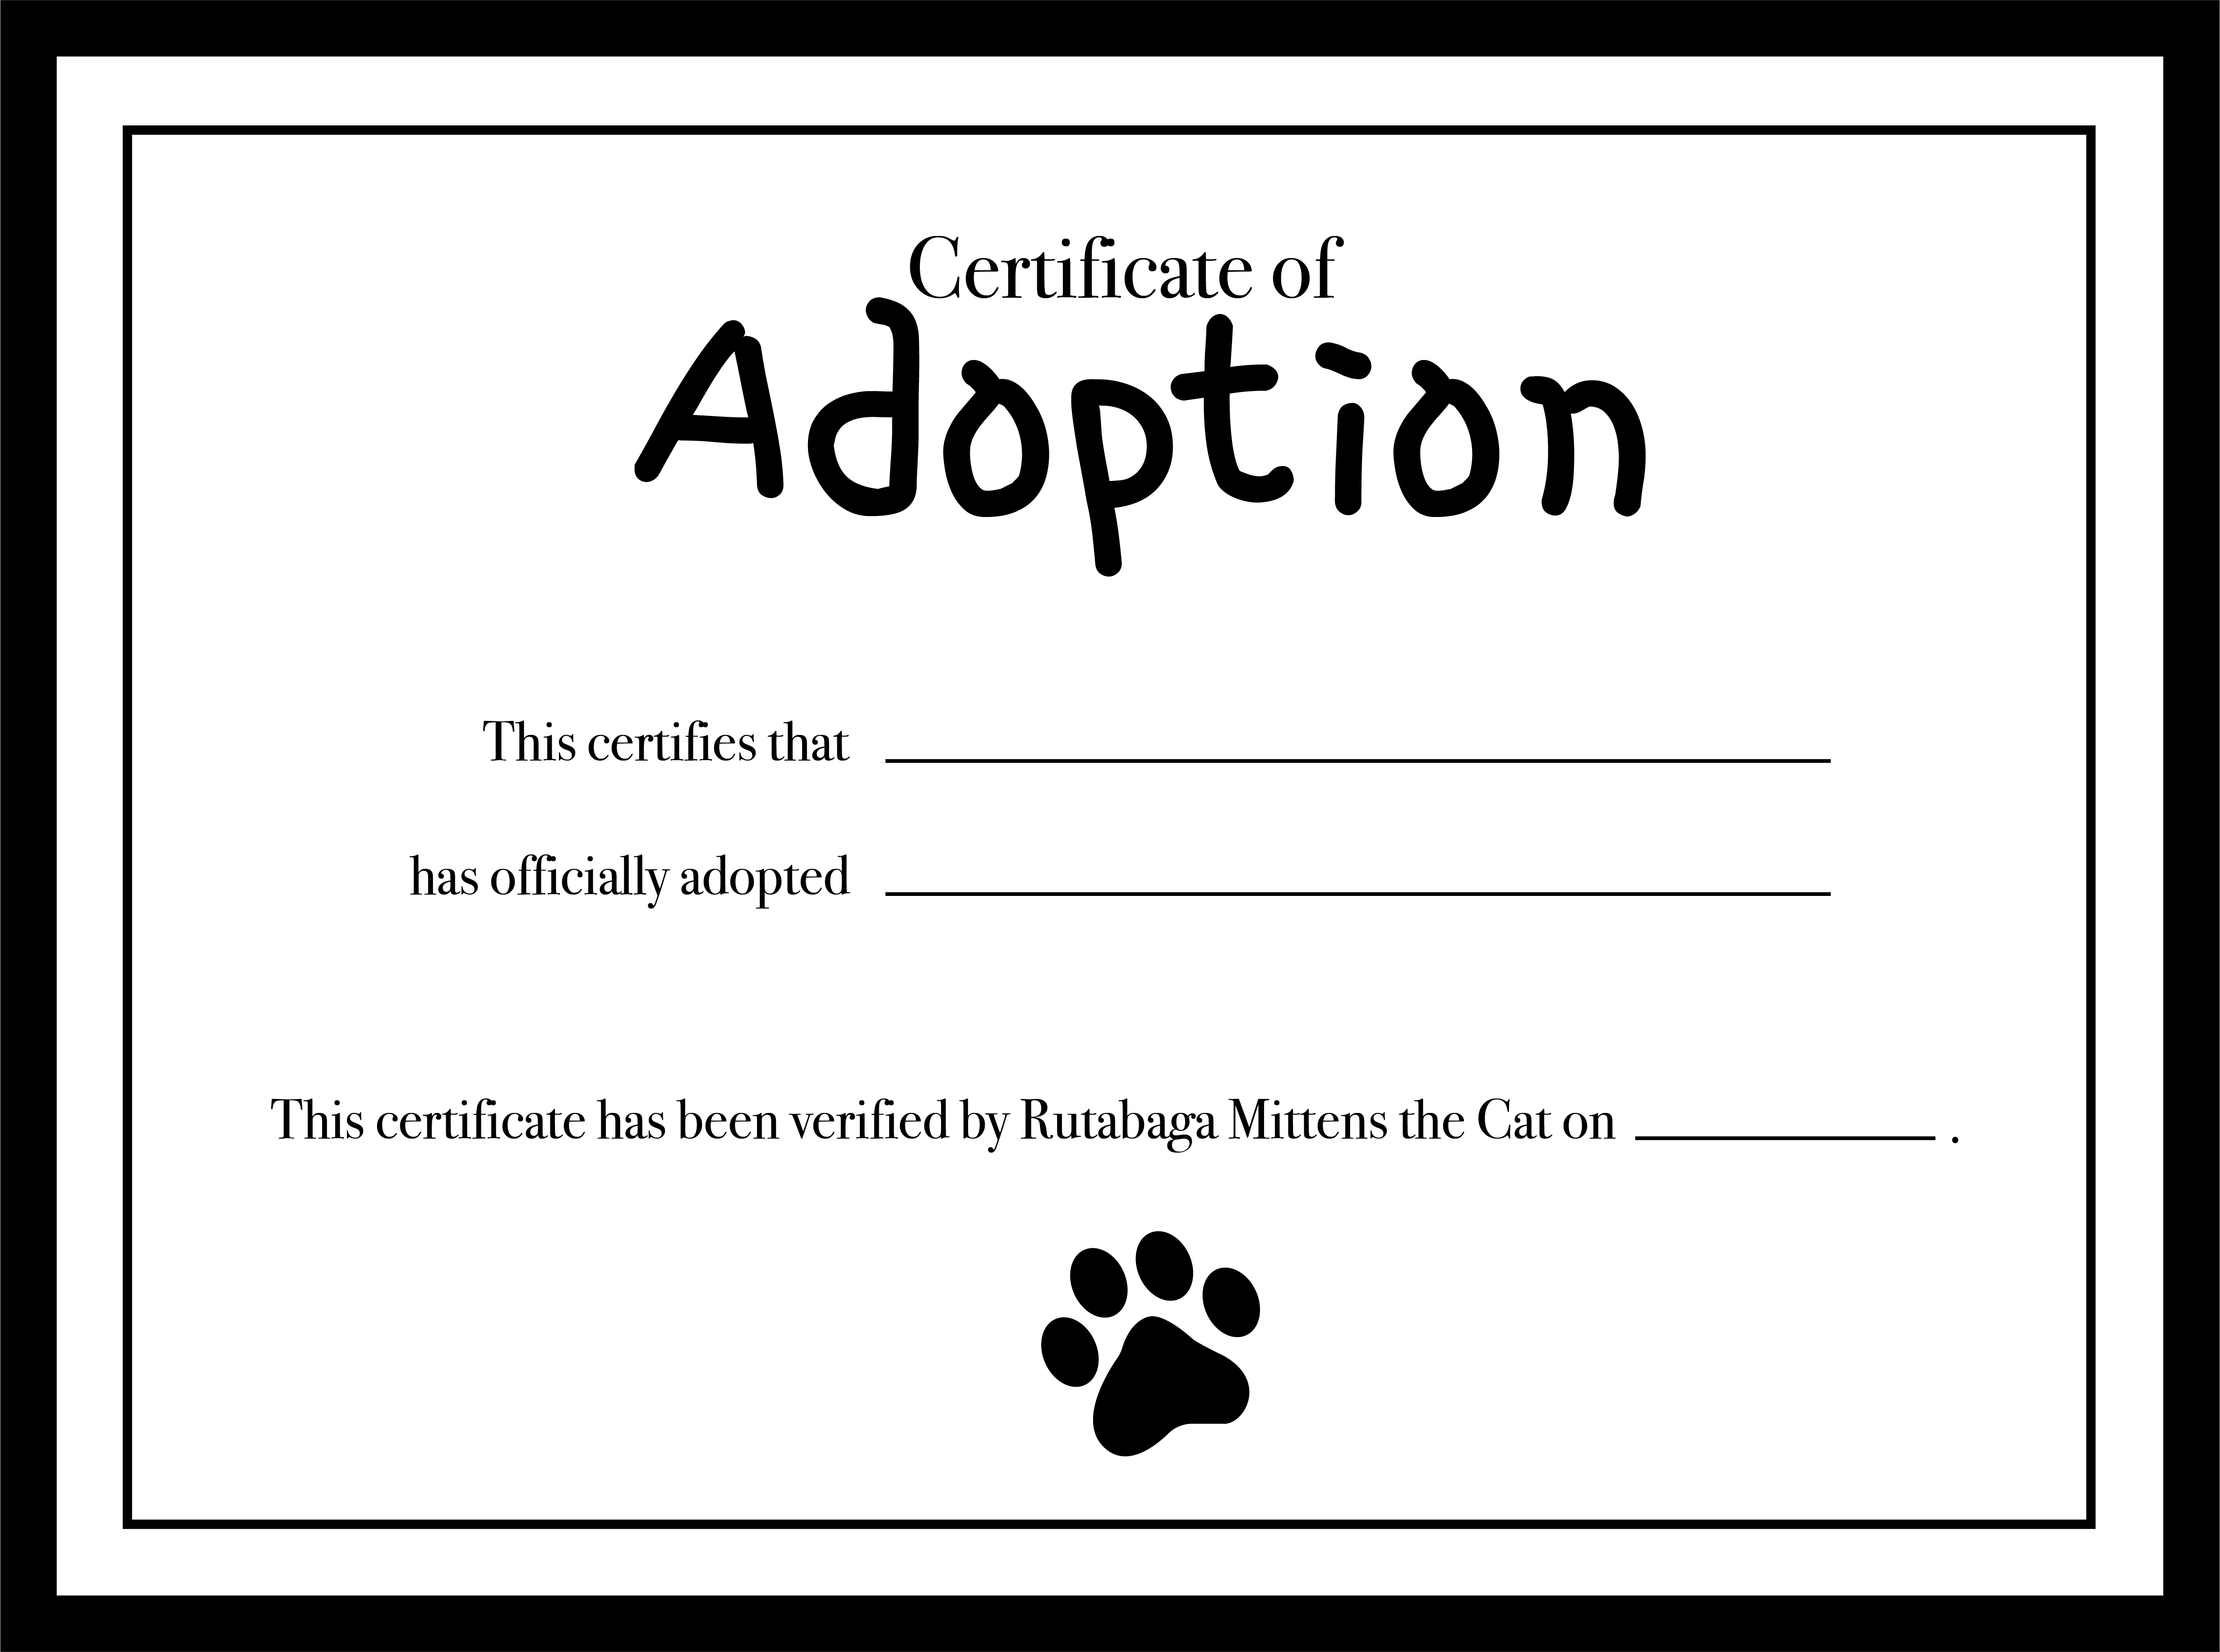 Certificate of
Adoption
This certifies that
has officially adopted
This certificate has been verified by Rutabaga Mittens the Cat on .